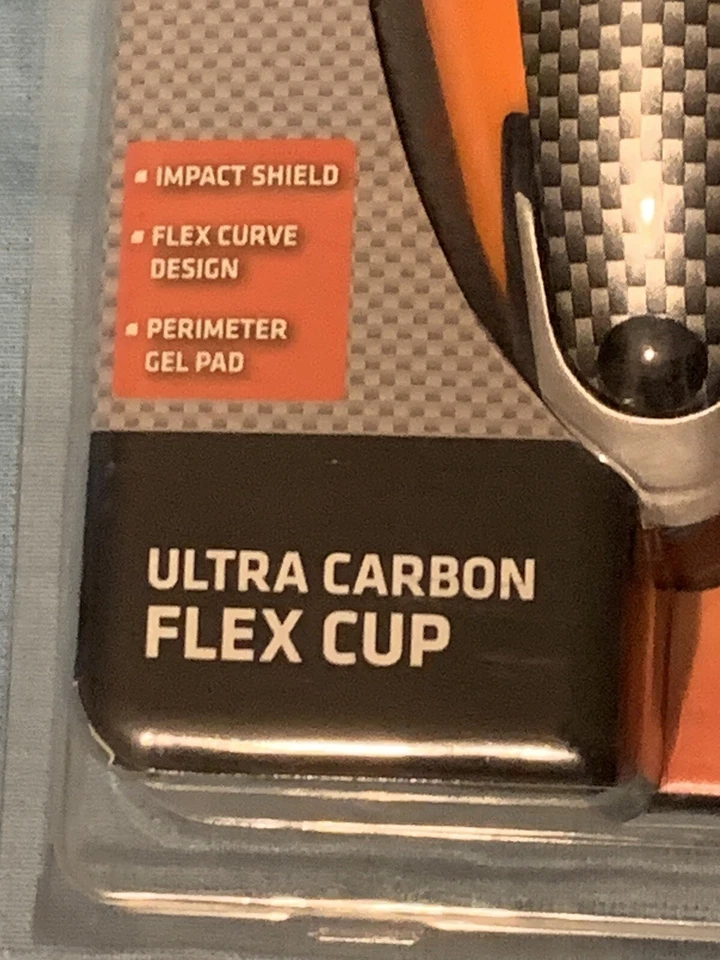 ▪ IMPACT SHIELD
▪ FLEX CURVE
DESIGN
▪ PERIMETER
GEL PAD
ULTRA CARBON
FLEX CUP